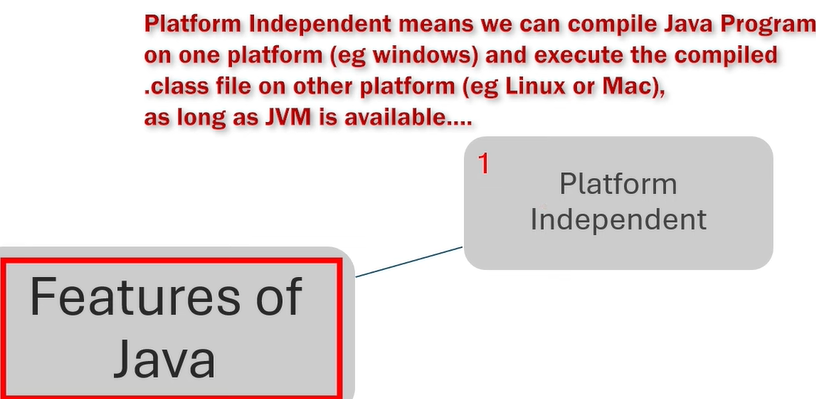 Platform Independent means we can compile Java Program
on one platform (eg windows) and execute the compiled
.class file on other platform (eg Linux or Mac),
as long as JVM is available....
1
Platform
Independent
Features of
Java